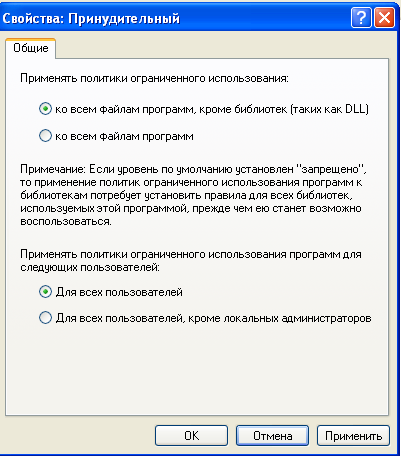 Свойства: Принудительный
Общие
Применять политики ограниченного использования:
ко всем файлам программ, кроме библиотек (таких как DLL)
ко всем файлам программ
Примечание: Если уровень по умолчанию установлен "запрещено",
то применение политик ограниченного использования программ к
библиотекам потребует установить правила для всех библиотек,
используемых этой программой, прежде чем ею станет возможно
воспользоваться.
Применять политики ограниченного использования программ для
следующих пользователей:
Для всех пользователей
Для всех пользователей, кроме локальных администраторов
OK
Отмена
Применить